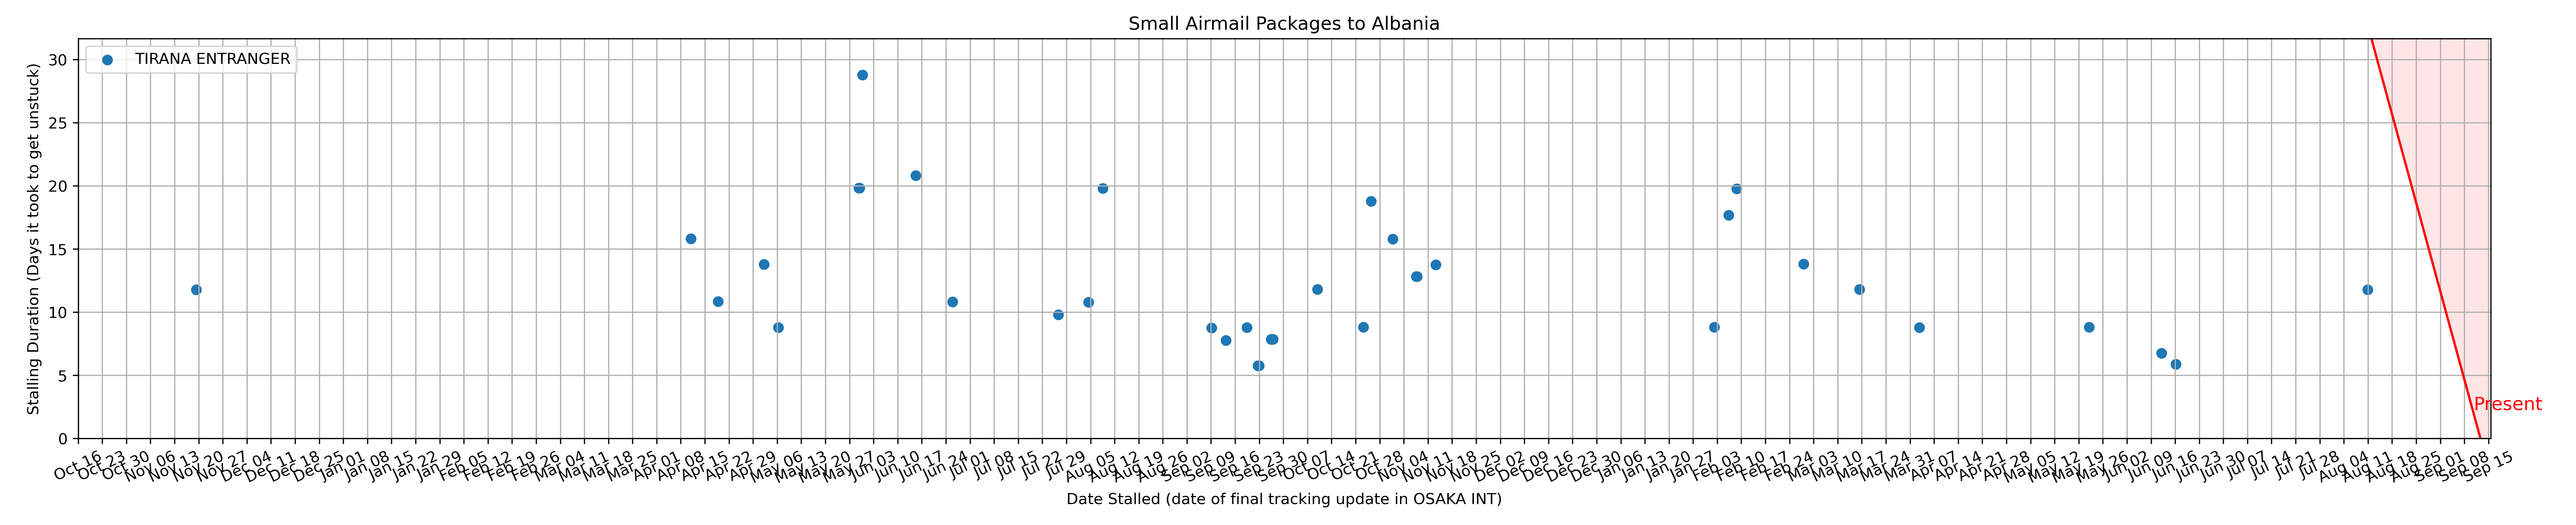 Small Airmail Packages to Albania
TIRANA ENTRANGER
Stalling Duration (Days it took to get unstuck)
30
25
20
15
10
5
0
Present
Oct 16
Oct 23
Oct 30
Nov 06
Nov 13
Nov 20
Nov 27
Dec 04
Dec 11
Dec 18
Dec 25
Jan 01
Jan 08
Jan 15
Jan 22
Jan 29
Feb 05
Feb 12
Feb 19
Feb 26
Mar 04
Mar 11
Mar 18
Mar 25
Apr 01
Apr 08
Apr 15
Apr 22
Apr 29
May 06
May 13
May 20
May 27
Jun 03
Jun 10
Jun 17
Jun 24
Jul 01
Jul 08
Jul 15
Jul 22
Jul 29
Aug 05
Aug 12
Aug 19
Aug 26
Sep 02
Sep 09
Sep 16
Sep 23
Sep 30
Oct 07
Oct 14
Oct 21
Oct 28
Nov 04
Nov 11
Nov 18
Nov 25
Dec 02
Dec 09
Dec 16
Dec 23
Dec 30
Jan 06
Jan 13
Jan 20
Jan 27
Feb 03
Feb 10
Feb 17
Feb 24
Mar 03
Mar 10
Mar 17
Mar 24
Mar 31
Apr 07
Apr 14
Apr 21
Apr 28
May 05
May 12
May 19
May 26
Jun 02
Jun 09
Jun 16
Jun 23
Jun 30
Jul 07
Jul 14
Jul 21
Jul 28
Aug 04
Aug 11
Aug 18
Aug 25
Sep 01
Sep 08
Sep 15
Date Stalled (date of final tracking update in OSAKA INT)